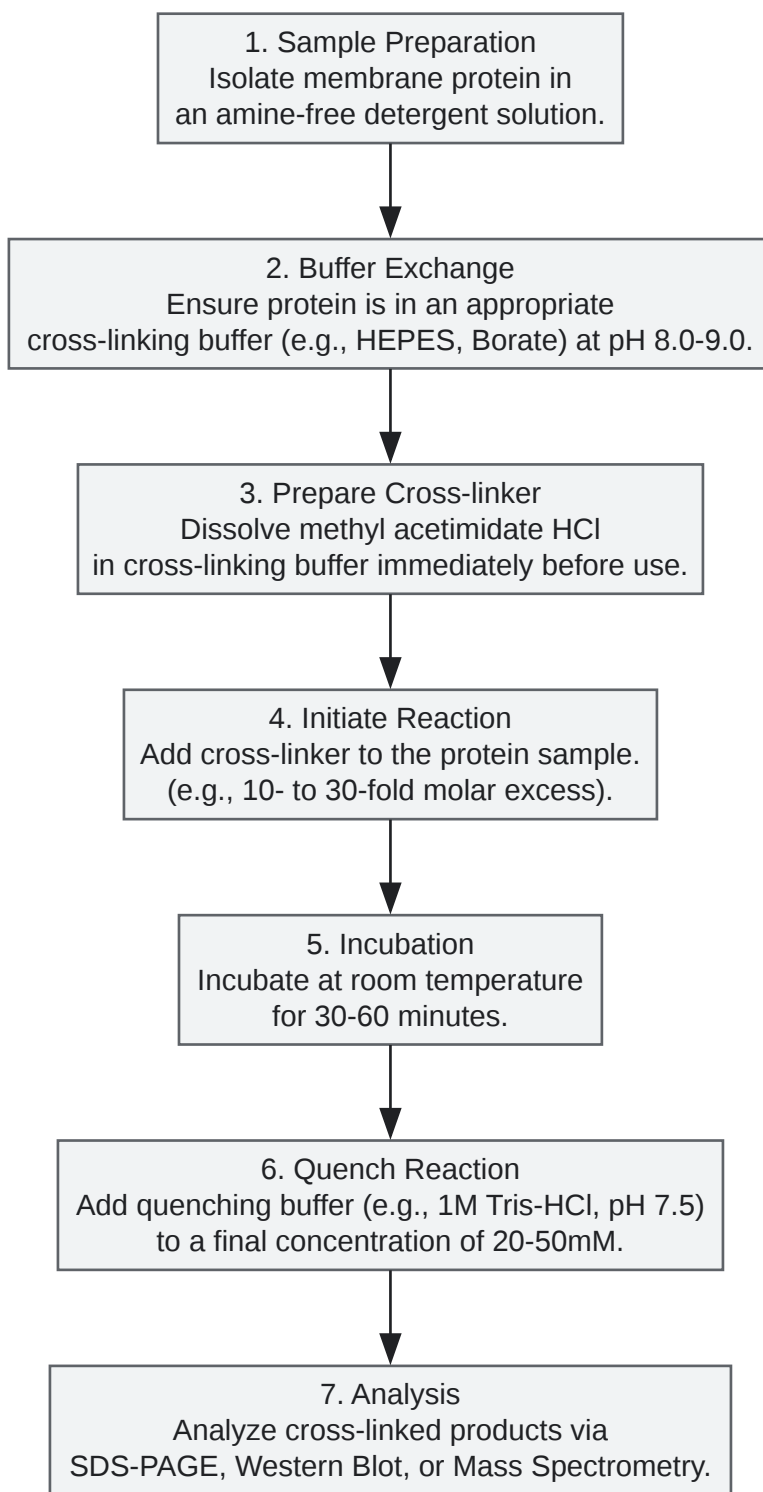 1. Sample Preparation
Isolate membrane protein in
an amine-free detergent solution.
2. Buffer Exchange
Ensure protein is in an appropriate
cross-linking buffer (e.g., HEPES, Borate) at pH 8.0-9.0.
3. Prepare Cross-linker
Dissolve methyl acetimidate HCl
in cross-linking buffer immediately before use.
4. Initiate Reaction
Add cross-linker to the protein sample.
(e.g., 10- to 30-fold molar excess).
5. Incubation
Incubate at room temperature
for 30-60 minutes.
6. Quench Reaction
Add quenching buffer (e.g., 1M Tris-HCl, pH 7.5)
to a final concentration of 20-50mM.
7. Analysis
Analyze cross-linked products via
SDS-PAGE, Western Blot, or Mass Spectrometry.